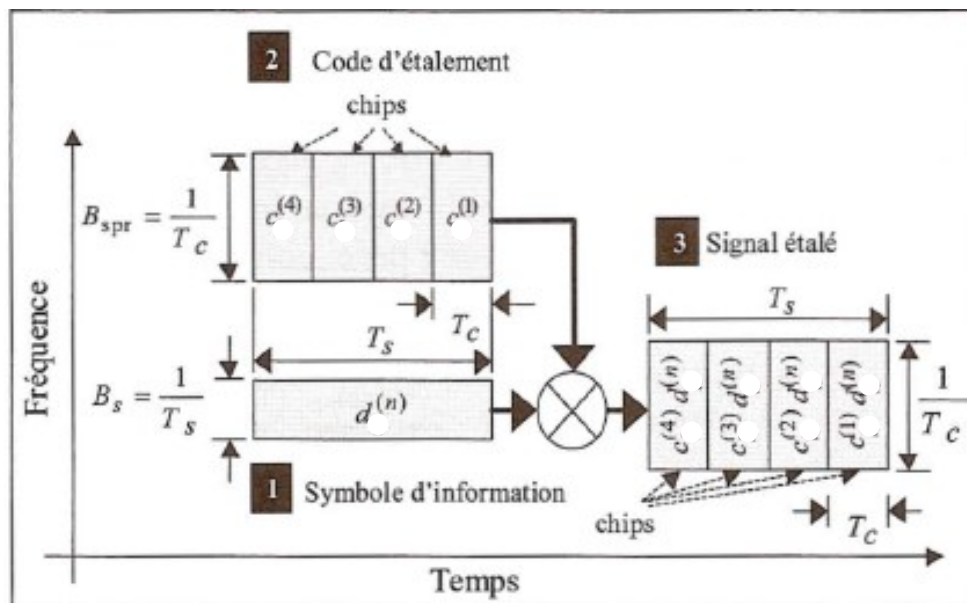 2 Code d'étalement
chips
B_spr = 1/T_c
c^(4) c^(3) c^(2) c^(1)
3 Signal étalé
T_s
T_c
T_s
B_s = 1/T_s
d^(n)
c^(4) d^(n)
c^(3) d^(n)
c^(2) d^(n)
c^(1) d^(n)
1/T_c
1 Symbole d'information
chips
T_c
Fréquence
Temps